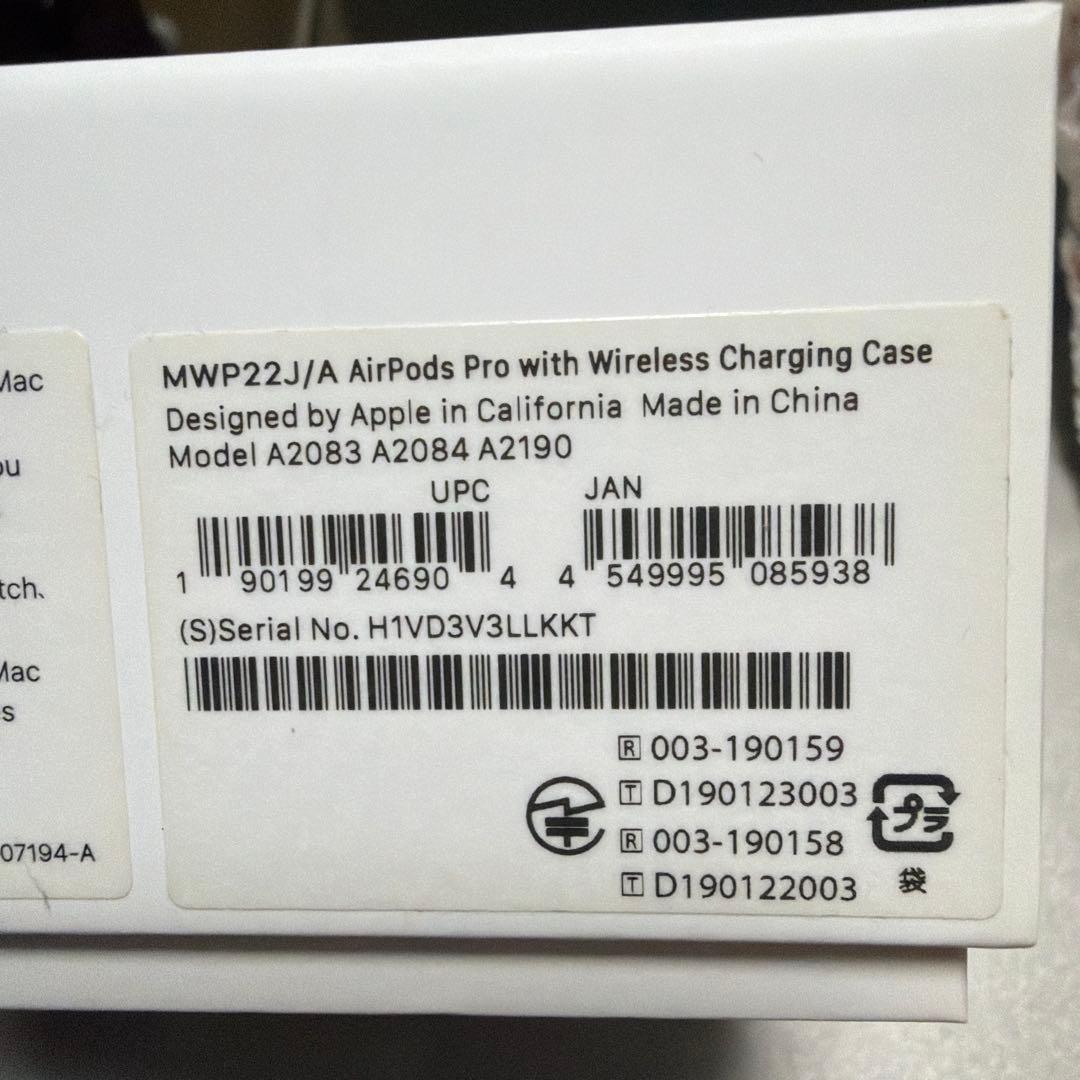 Mac
ou
tch、
Mac
s
07194-A
MWP22J/A AirPods Pro with Wireless Charging Case
Designed by Apple in California Made in China
Model A2083 A2084 A2190
UPC JAN
1 90199 24690 4 4 549995 085938
(S)Serial No. H1VD3V3LLKKT
R 003-190159
T D190123003
R 003-190158
T D190122003
プラ
袋